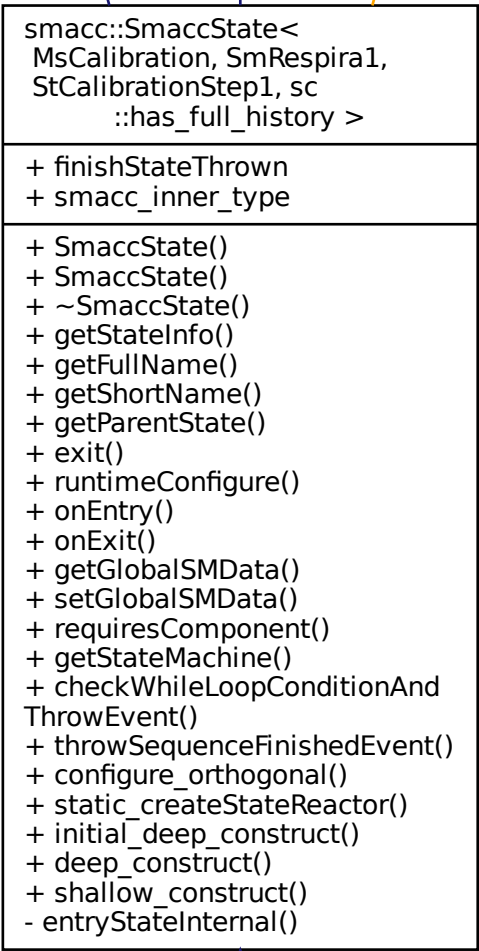 smacc::SmaccState<
MsCalibration, SmRespira1,
StCalibrationStep1, sc
::has_full_history >
+ finishStateThrown
+ smacc_inner_type
+ SmaccState()
+ SmaccState()
+ ~SmaccState()
+ getStateInfo()
+ getFullName()
+ getShortName()
+ getParentState()
+ exit()
+ runtimeConfigure()
+ onEntry()
+ onExit()
+ getGlobalSMData()
+ setGlobalSMData()
+ requiresComponent()
+ getStateMachine()
+ checkWhileLoopConditionAnd
ThrowEvent()
+ throwSequenceFinishedEvent()
+ configure_orthogonal()
+ static_createStateReactor()
+ initial_deep_construct()
+ deep_construct()
+ shallow_construct()
- entryStateInternal()